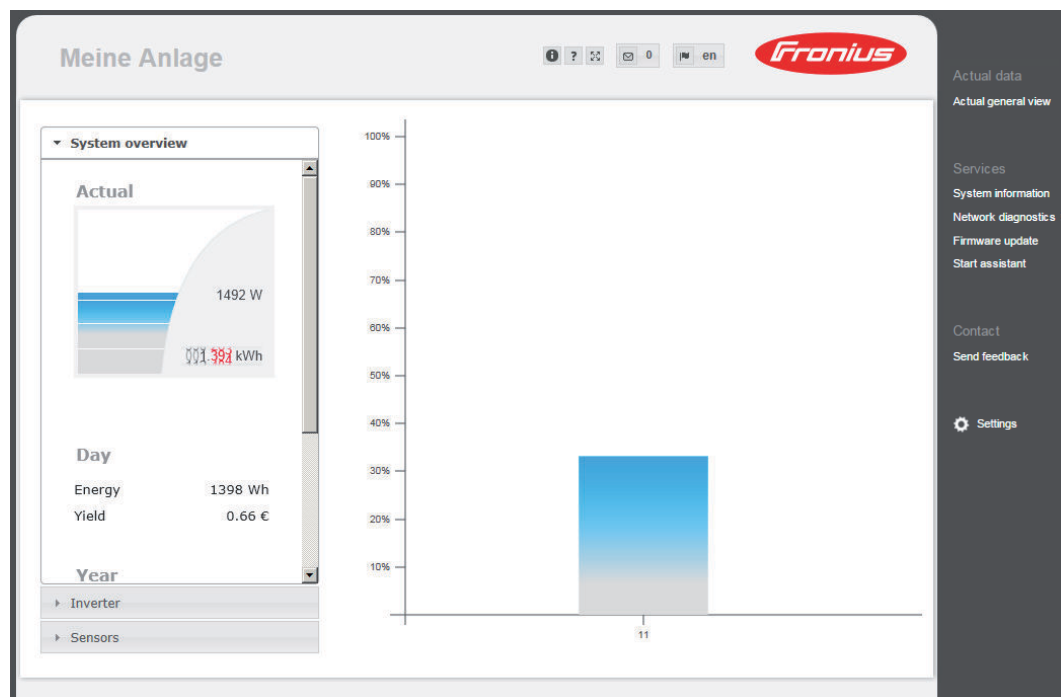 Meine Anlage
i ? 0 en
Fronius
System overview
Actual
1492 W
kWh
Day
Energy 1398 Wh
Yield 0.66 €
Year
Inverter
Sensors
100%
90%
80%
70%
60%
50%
40%
30%
20%
10%
11
Actual data
Actual general view
Services
System information
Network diagnostics
Firmware update
Start assistant
Contact
Send feedback
Settings